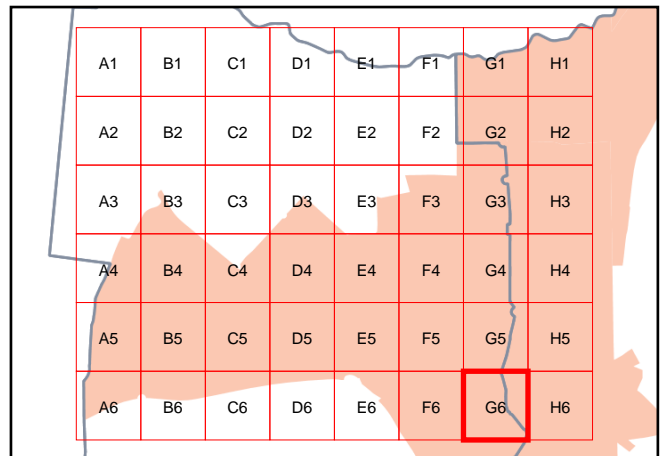 A1 B1 C1 D1 E1 F1 G1 H1
A2 B2 C2 D2 E2 F2 G2 H2
A3 B3 C3 D3 E3 F3 G3 H3
A4 B4 C4 D4 E4 F4 G4 H4
A5 B5 C5 D5 E5 F5 G5 H5
A6 B6 C6 D6 E6 F6 G6 H6